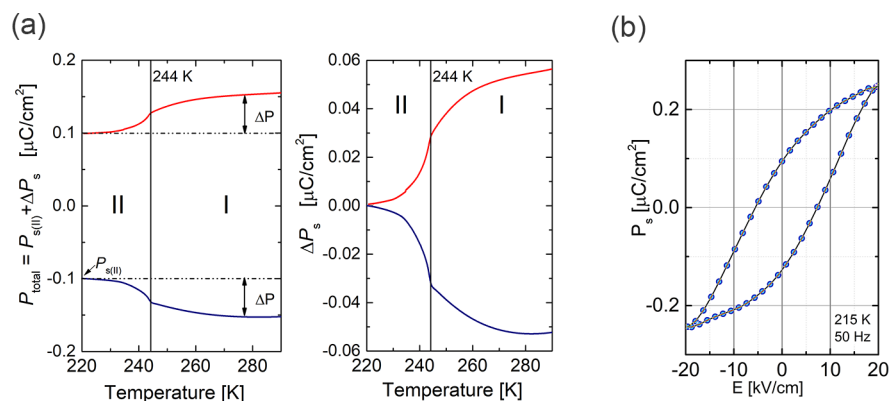 (a)
P_total = P_s(II) + ΔP_s [μC/cm²]
0.2
0.1
0.0
-0.1
-0.2
244 K
ΔP
II
I
P_s(II)
ΔP
220 240 260 280
Temperature [K]
ΔP_s [μC/cm²]
0.06
0.04
0.02
0.00
-0.02
-0.04
-0.06
244 K
II
I
220 240 260 280
Temperature [K]
(b)
P_s [μC/cm²]
0.2
0.0
-0.2
215 K
50 Hz
-20 -10 0 10 20
E [kV/cm]